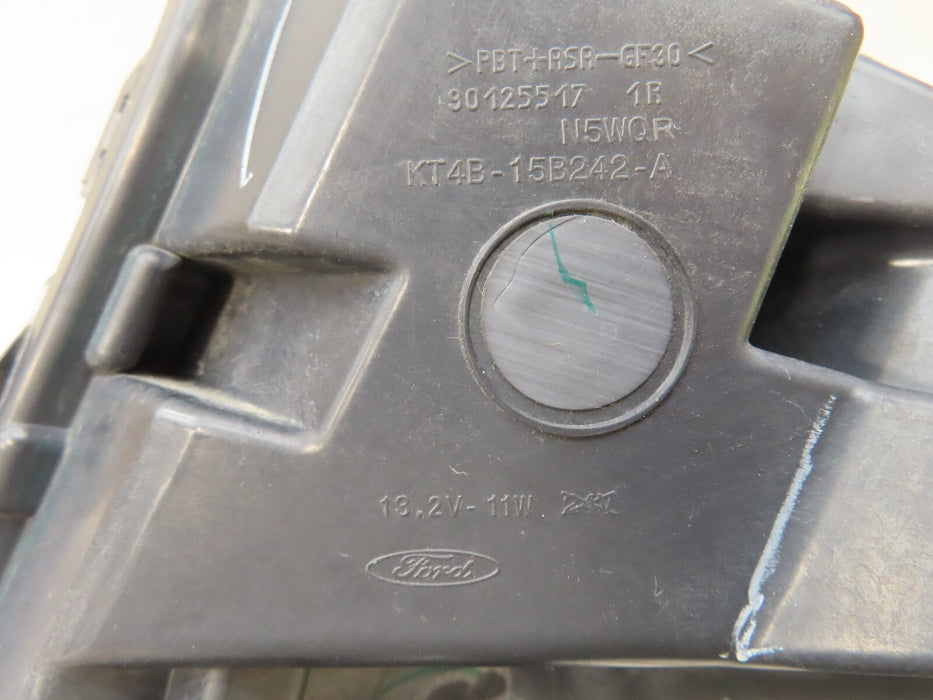 >PBT+ASA-GF30<
90125517 1R
N5WQR
KT4B-15B242-A
13.2V-11W
Ford